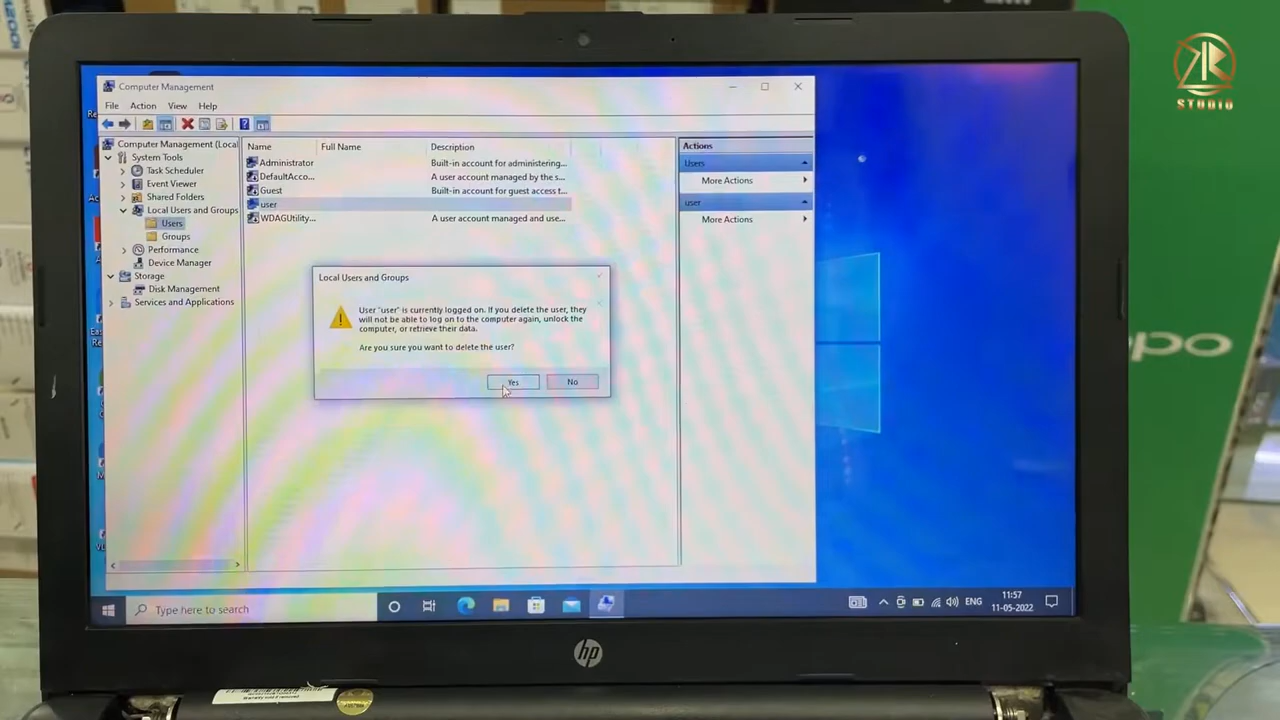 STUDIO
Computer Management
File Action View Help
Computer Management (Local
System Tools
Task Scheduler
Event Viewer
Shared Folders
Local Users and Groups
Users
Groups
Performance
Device Manager
Storage
Disk Management
Services and Applications
Name Full Name Description
Administrator Built-in account for administering...
DefaultAcco... A user account managed by the s...
Guest Built-in account for guest access t...
user
WDAGUtility... A user account managed and use...
Actions
Users
More Actions
user
More Actions
Local Users and Groups
User "user" is currently logged on. If you delete the user, they
will not be able to log on to the computer again, unlock the
computer, or retrieve their data.
Are you sure you want to delete the user?
Yes No
Type here to search
ENG
11:57
11-05-2022
hp